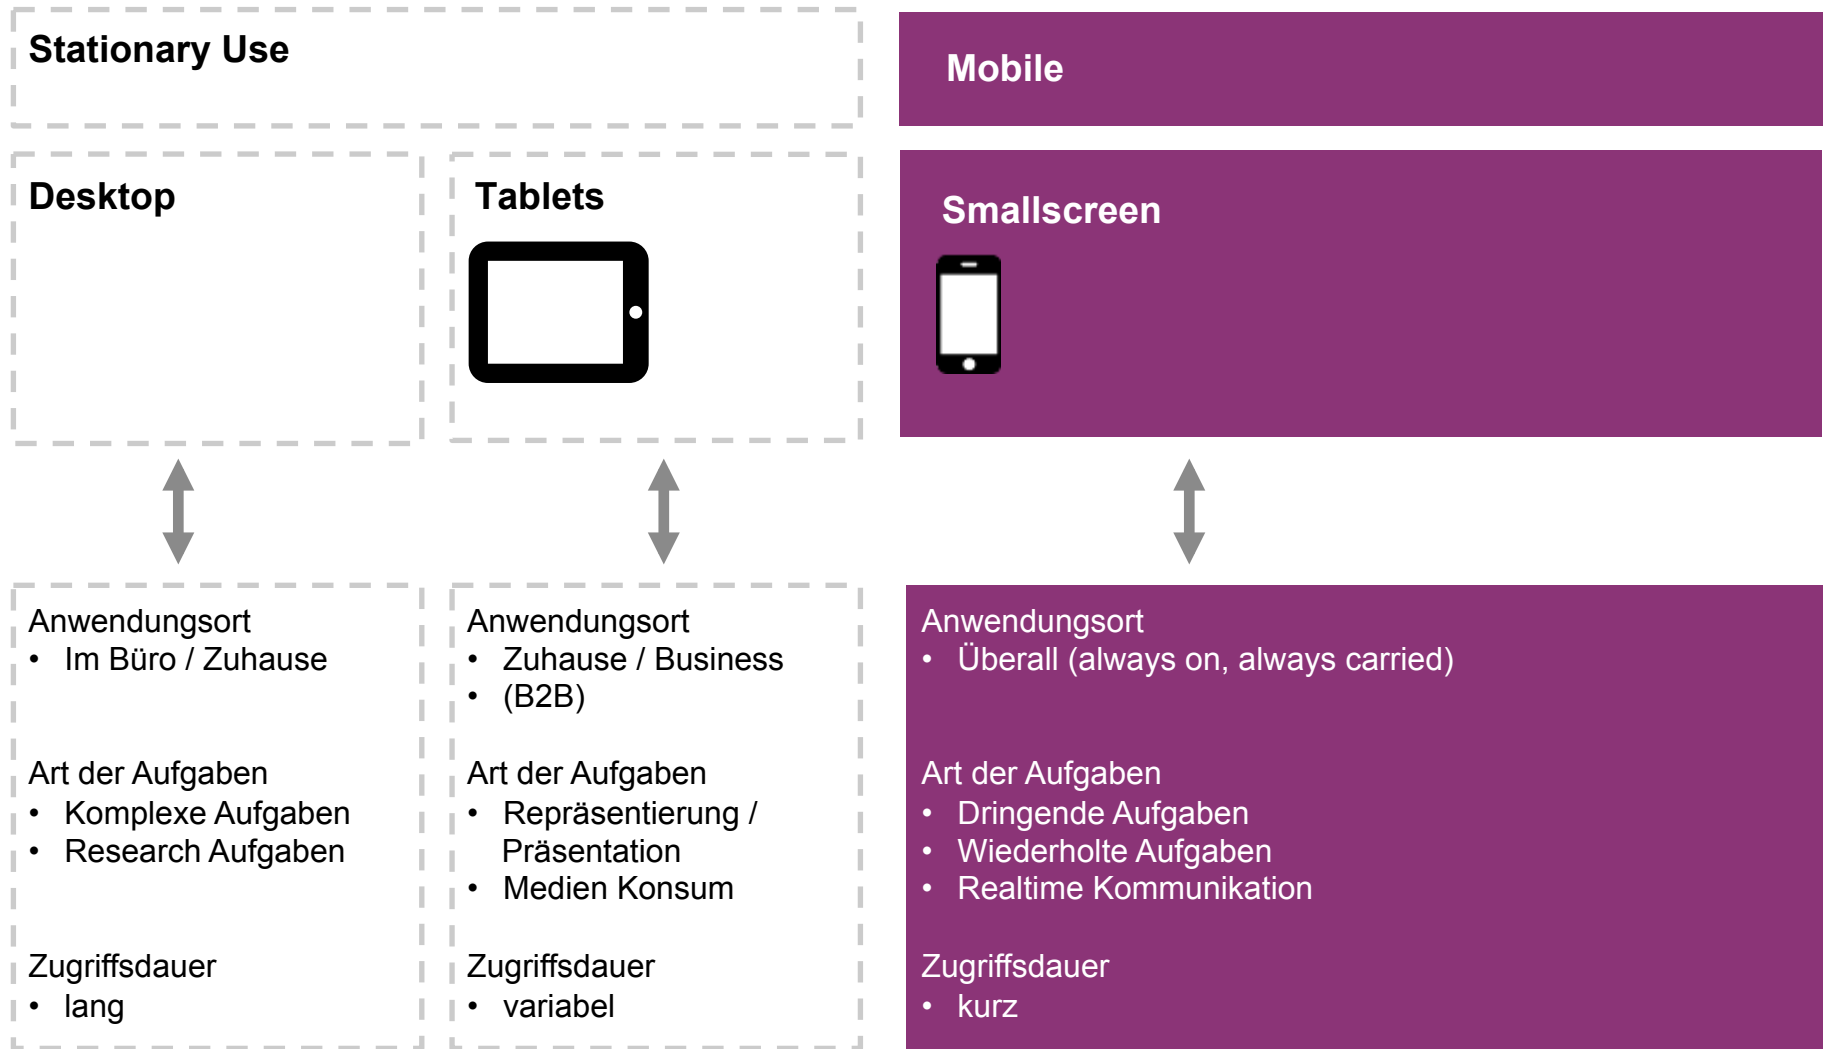 Stationary Use
Mobile
Desktop
Tablets
Smallscreen
Anwendungsort
• Im Büro / Zuhause
Art der Aufgaben
• Komplexe Aufgaben
• Research Aufgaben
Zugriffsdauer
• lang
Anwendungsort
• Zuhause / Business
• (B2B)
Art der Aufgaben
• Repräsentierung /
Präsentation
• Medien Konsum
Zugriffsdauer
• variabel
Anwendungsort
• Überall (always on, always carried)
Art der Aufgaben
• Dringende Aufgaben
• Wiederholte Aufgaben
• Realtime Kommunikation
Zugriffsdauer
• kurz